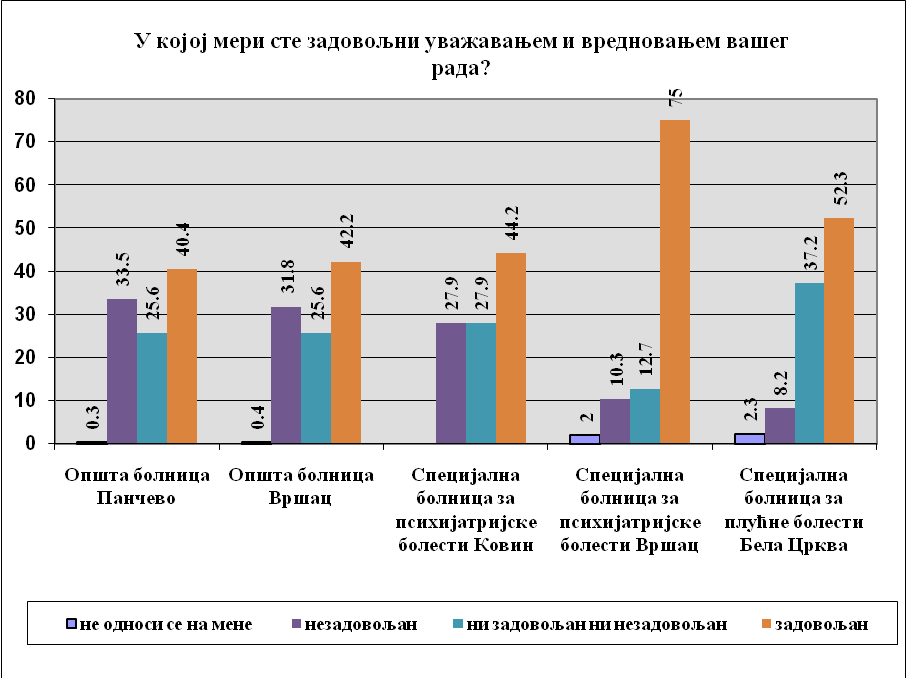 У којој мери сте задовољни уважавањем и вредновањем вашег
рада?
80
70
60
50
40
30
20
10
0
0.3
33.5
25.6
40.4
0.4
31.8
25.6
42.2
27.9
27.9
44.2
2
10.3
12.7
75
2.3
8.2
37.2
52.3
Општа болница
Панчево
Општа болница
Вршац
Специјална
болница за
психијатријске
болести Ковин
Специјална
болница за
психијатријске
болести Вршац
Специјална
болница за
плућне болести
Бела Црква
не односи се на мене
незадовољан
ни задовољан ни незадовољан
задовољан